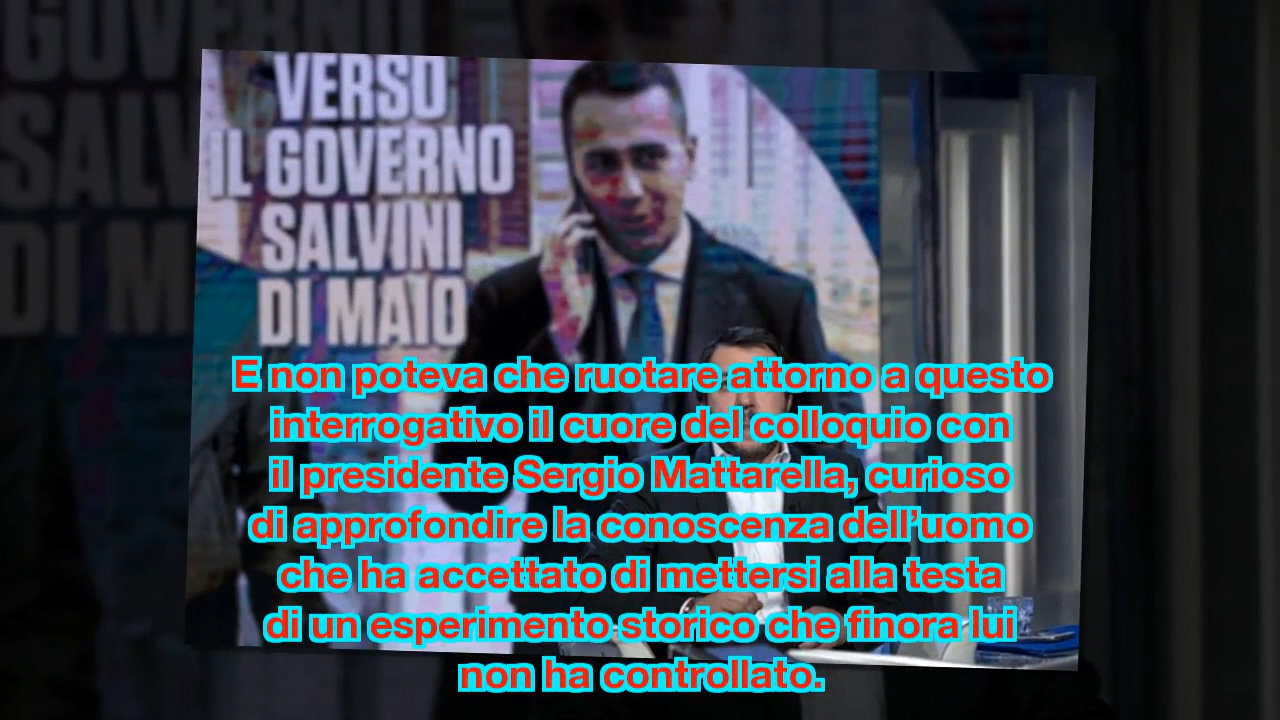 VERSO
IL GOVERNO
SALVINI
DI MAIO
E non poteva che ruotare attorno a questo
interrogativo il cuore del colloquio con
il presidente Sergio Mattarella, curioso
di approfondire la conoscenza dell’uomo
che ha accettato di mettersi alla testa
di un esperimento storico che finora lui
non ha controllato.